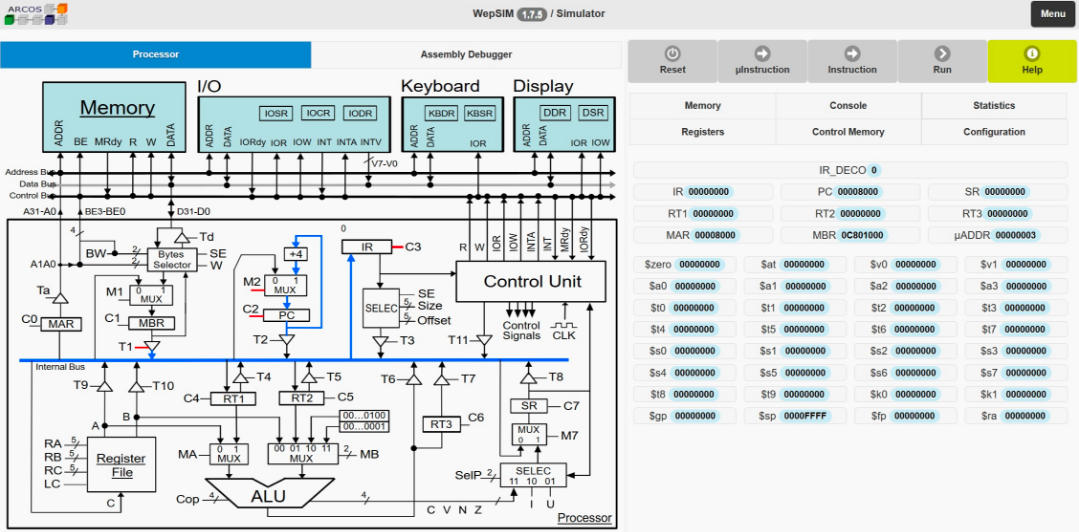 ARCOS
WepSIM 1.7.5 / Simulator
Menu
Processor
Assembly Debugger
Reset
µInstruction
Instruction
Run
Help
Memory
Console
Statistics
Registers
Control Memory
Configuration
IR_DECO 0
IR 00000000
PC 00008000
SR 00000000
RT1 00000000
RT2 00000000
RT3 00000000
MAR 00008000
MBR 0C801000
µADDR 00000003
$zero 00000000
$at 00000000
$v0 00000000
$v1 00000000
$a0 00000000
$a1 00000000
$a2 00000000
$a3 00000000
$t0 00000000
$t1 00000000
$t2 00000000
$t3 00000000
$t4 00000000
$t5 00000000
$t6 00000000
$t7 00000000
$s0 00000000
$s1 00000000
$s2 00000000
$s3 00000000
$s4 00000000
$s5 00000000
$s6 00000000
$s7 00000000
$t8 00000000
$t9 00000000
$k0 00000000
$k1 00000000
$gp 00000000
$sp 0000FFFF
$fp 00000000
$ra 00000000
Memory
ADDR BE MRdy R W DATA
I/O
IOSR IOCR IODR
ADDR DATA IORdy IOR IOW INT INTA INTV
V7-V0
Keyboard
KBDR KBSR
ADDR DATA IOR
Display
DDR DSR
ADDR DATA IOR IOW
Address Bus
Data Bus
Control Bus
A31-A0 BE3-BE0 D31-D0
4
Td
BW 2 2
Bytes
Selector
SE
W
A1A0
Ta
M1 0 1
MUX
C0 MAR
C1 MBR
T1
+4
M2 0 1
MUX
C2 PC
T2
0
IR C3
SELEC
SE
5 Size
5 Offset
T3
R W IOR IOW INTA INT MRdy IORdy
Control Unit
Control
Signals
CLK
T11
Internal Bus
T9 T10
T4 T5
T6 T7
T8
C4 RT1
RT2 C5
00...0100
00...0001
RT3 C6
SR C7
MUX
0 1
M7
A B
RA 5
RB 5
RC 5
LC
Register
File
C
MA 0 1
MUX
00 01 10 11
MUX
2 MB
Cop 4
ALU
4
C V N Z
SelP 2
SELEC
11 10 01
I U
Processor